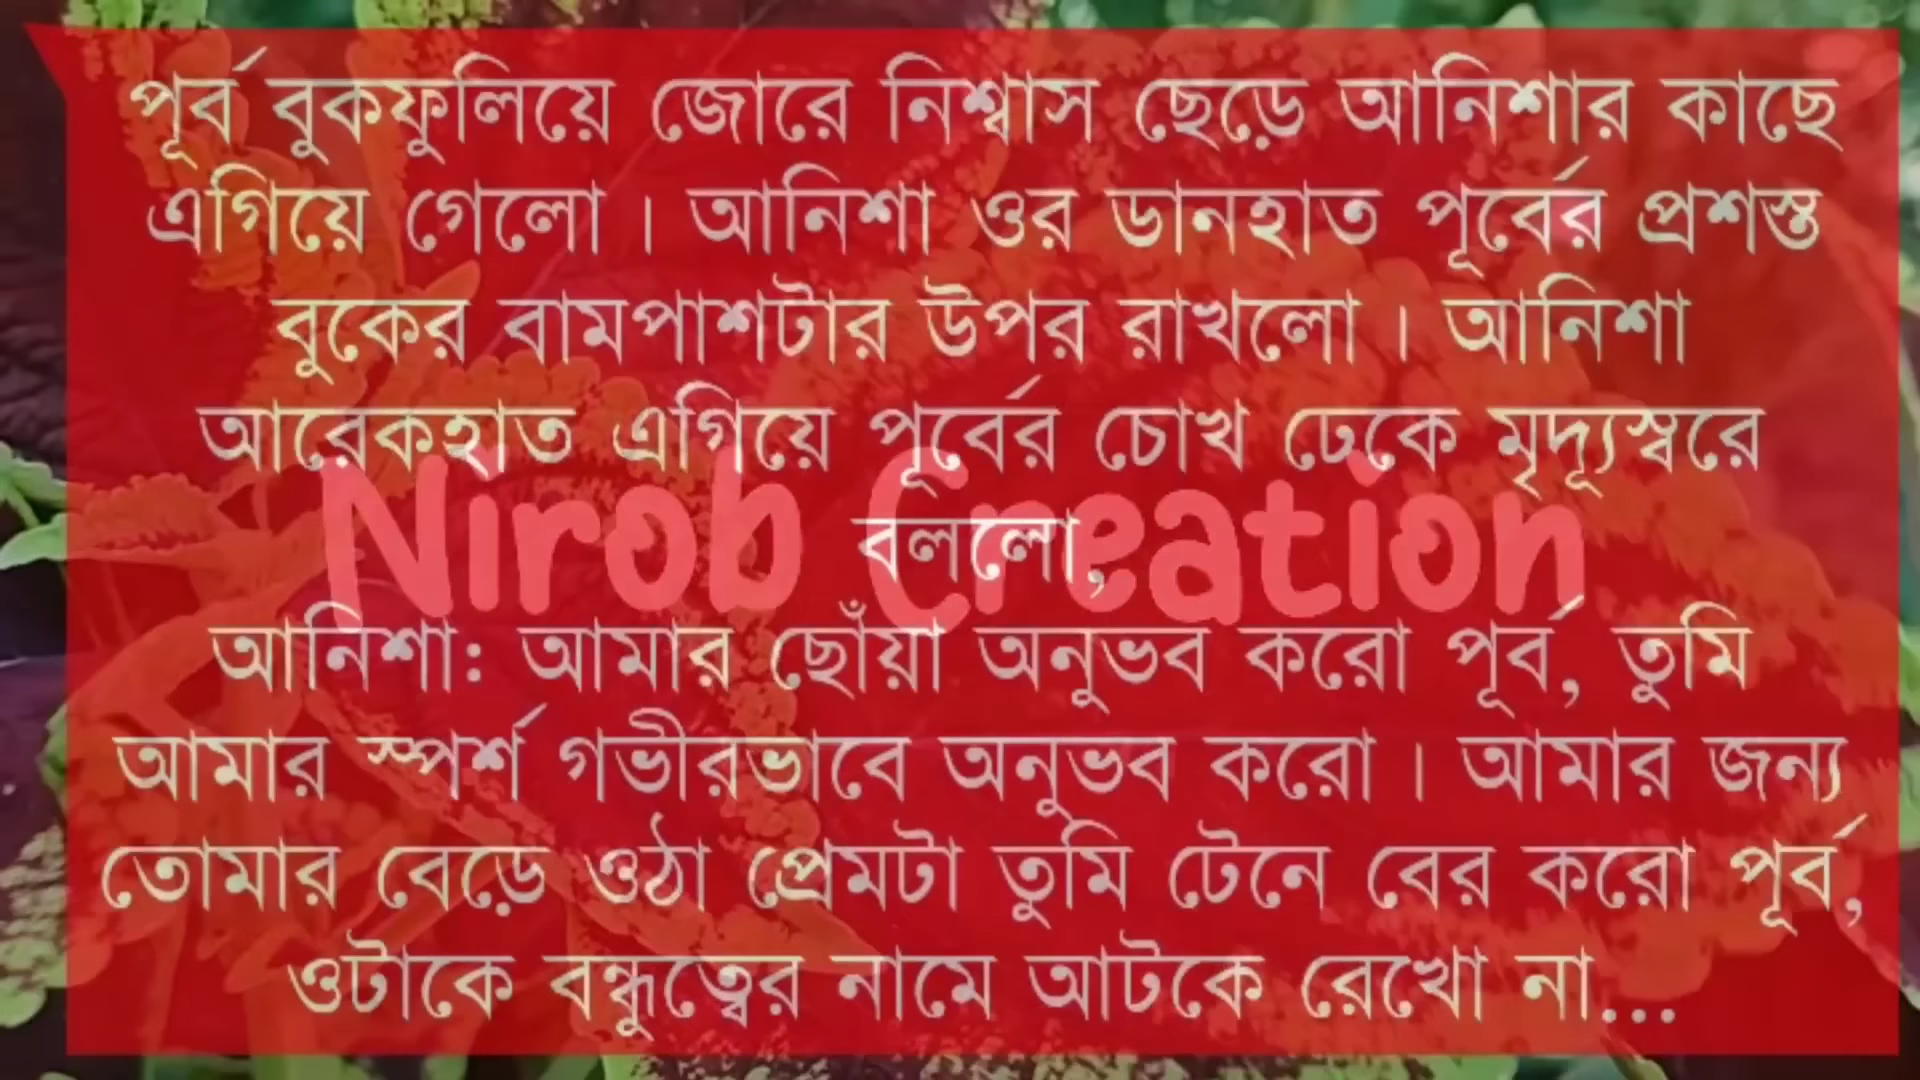 পূর্ব বুকফুলিয়ে জোরে নিশ্বাস ছেড়ে আনিশার কাছে
এগিয়ে গেলো। আনিশা ওর ডানহাত পূর্বের প্রশস্ত
বুকের বামপাশটার উপর রাখলো। আনিশা
আরেকহাত এগিয়ে পূর্বের চোখ ঢেকে মৃদ্যূস্বরে
বললো,
Nirob Creation
আনিশাঃ আমার ছোঁয়া অনুভব করো পূর্ব, তুমি
আমার স্পর্শ গভীরভাবে অনুভব করো। আমার জন্য
তোমার বেড়ে ওঠা প্রেমটা তুমি টেনে বের করো পূর্ব,
ওটাকে বন্ধুত্বের নামে আটকে রেখো না...